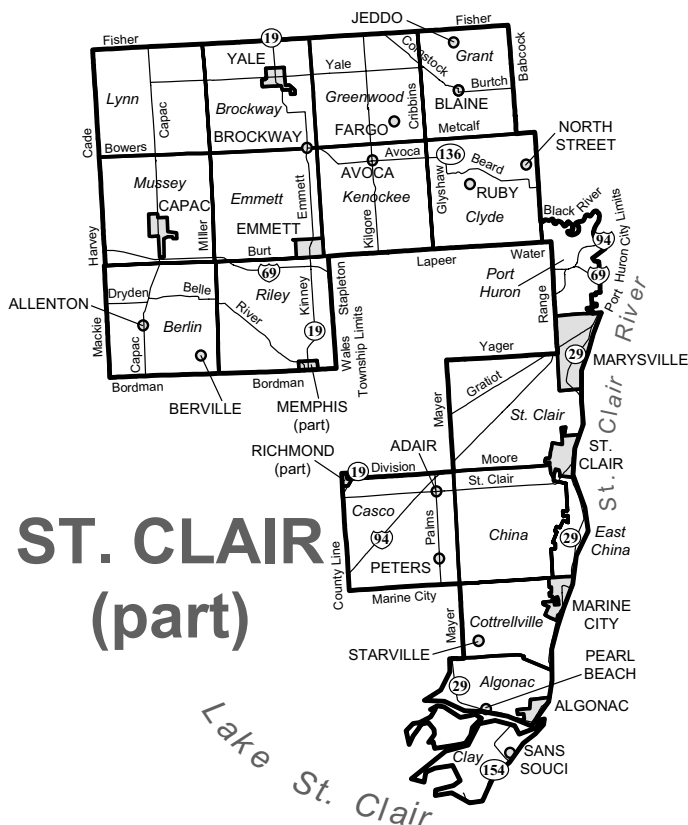 JEDDO
Fisher
19
Fisher
YALE
Comstock
Grant
Babcock
Yale
Burtch
Lynn
Capac
Brockway
Greenwood
Cribbins
BLAINE
FARGO
Metcalf
NORTH
STREET
Cade
Bowers
BROCKWAY
Avoca
136
Beard
AVOCA
Mussey
CAPAC
Emmett
Emmett
Kenockee
Glyshaw
RUBY
Clyde
Black River
94
Port Huron City Limits
Harvey
Miller
EMMETT
Kilgore
Burt
Lapeer
Water
69
Port
Huron
69
Stapleton
Range
Dryden
Belle
Riley
Kinney
ALLENTON
Berlin
River
19
Wales
Township Limits
Mackie
Capac
Yager
29
MARYSVILLE
Bordman
Bordman
BERVILLE
MEMPHIS
(part)
Mayer
Gratiot
St. Clair
St. Clair River
RICHMOND
(part)
19
Division
ADAIR
Moore
ST.
CLAIR
St. Clair
Casco
94
Palms
China
29
East
China
ST. CLAIR
(part)
County Line
PETERS
Marine City
MARINE
CITY
Mayer
Cottrellville
STARVILLE
PEARL
BEACH
29
Algonac
ALGONAC
Clay
SANS
SOUCI
154
Lake St. Clair